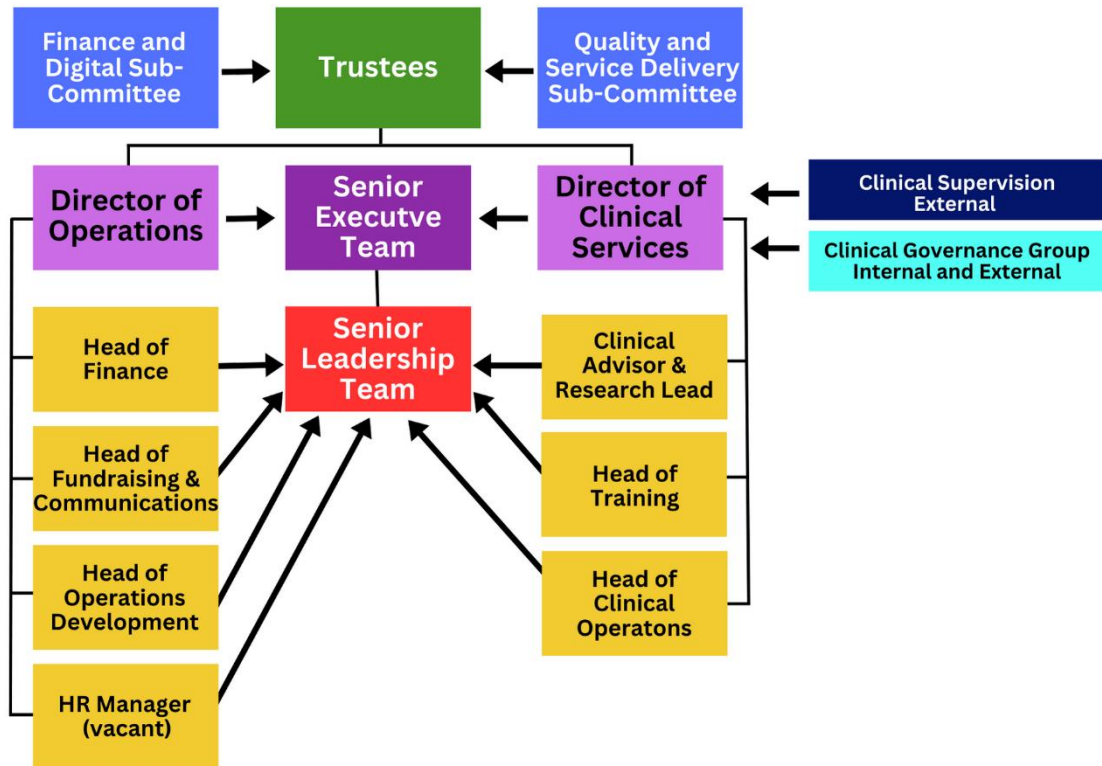 Finance and
Digital Sub-
Committee
Trustees
Quality and
Service Delivery
Sub-Committee
Director of
Operations
Senior
Executve
Team
Director of
Clinical
Services
Clinical Supervision
External
Clinical Governance Group
Internal and External
Head of
Finance
Senior
Leadership
Team
Clinical
Advisor &
Research Lead
Head of
Fundraising &
Communications
Head of
Training
Head of
Operations
Development
Head of
Clinical
Operatons
HR Manager
(vacant)